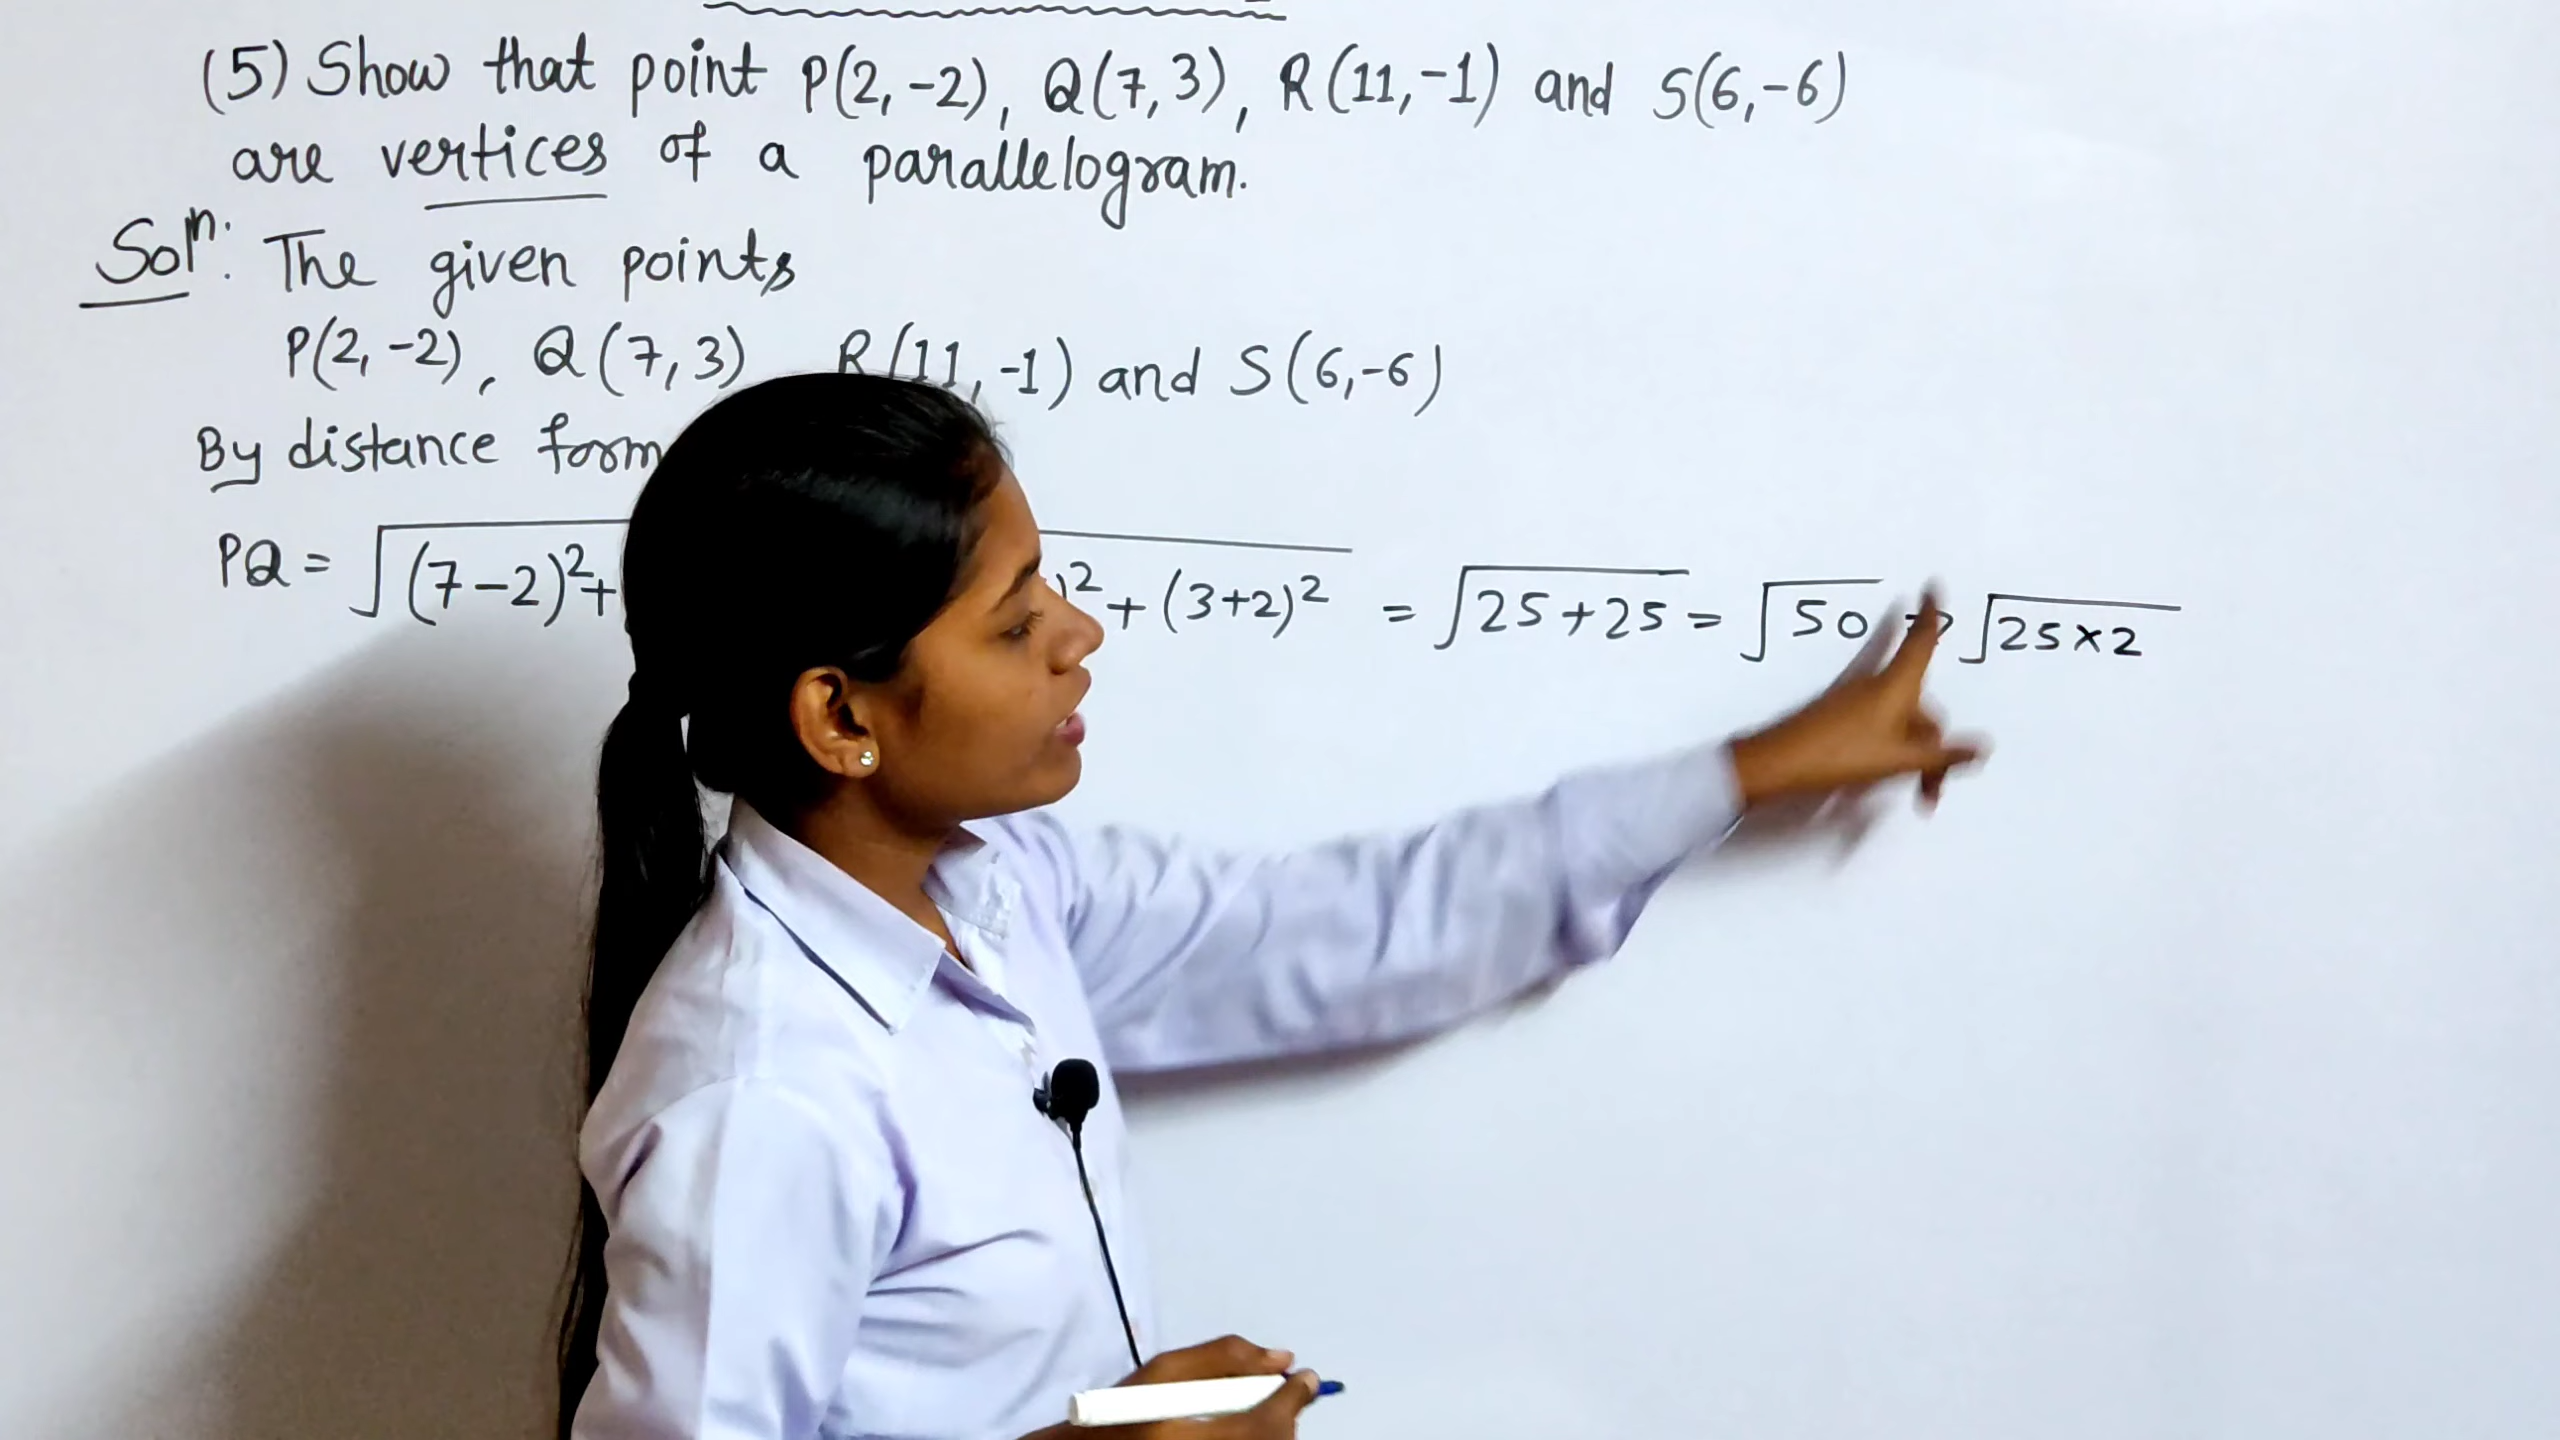 (5) Show that point P(2,-2), Q(7,3), R(11,-1) and S(6,-6)
are vertices of a parallelogram.
Solⁿ: The given points
P(2,-2), Q(7,3) R(11,-1) and S(6,-6)
By distance form
PQ = √(7-2)²+ )²+(3+2)² = √25+25 = √50 √25×2